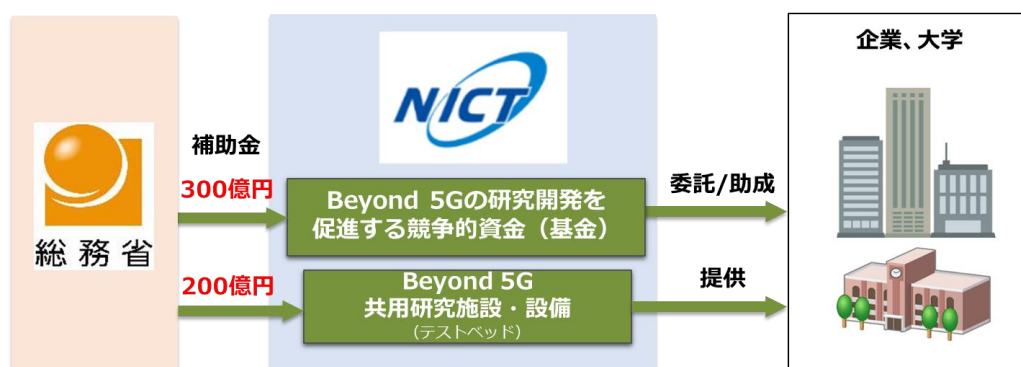 総務省
補助金
300億円
200億円
NICT
Beyond 5Gの研究開発を
促進する競争的資金（基金）
Beyond 5G
共用研究施設・設備
（テストベッド）
委託/助成
提供
企業、大学